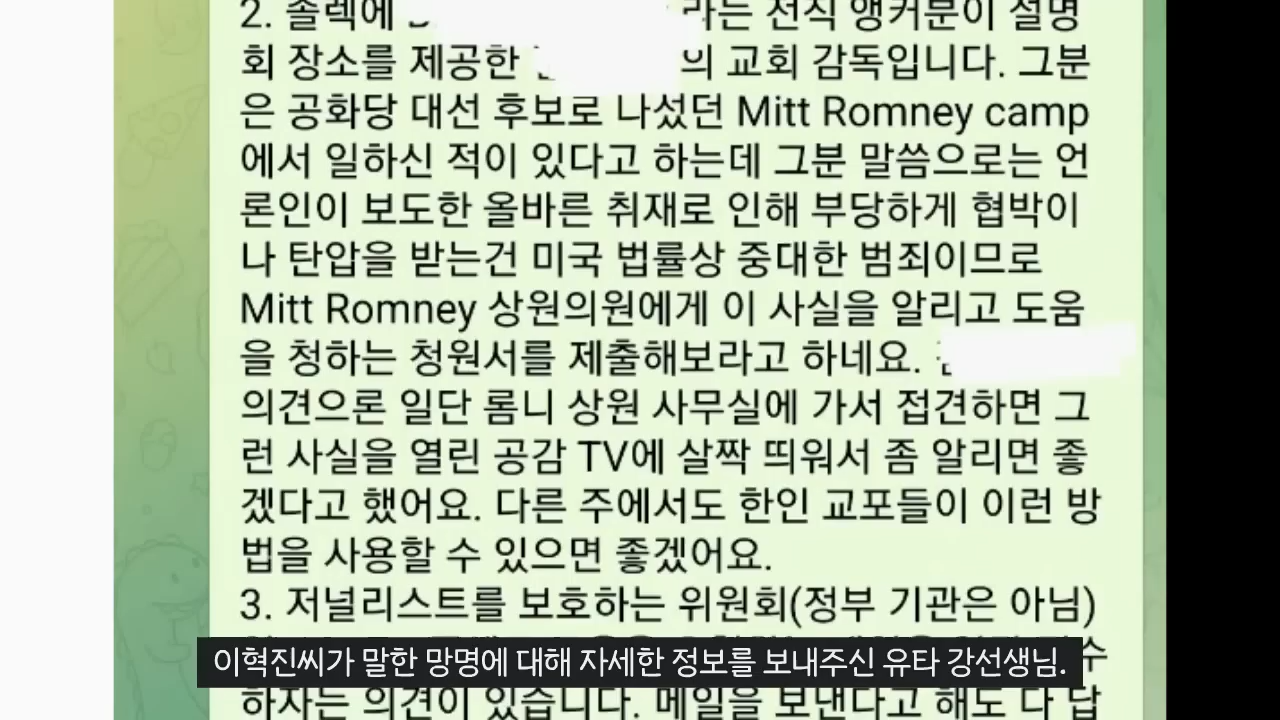 2. 솔렉에 라는 전직 앵커분이 설명
회 장소를 제공한 의 교회 감독입니다. 그분
은 공화당 대선 후보로 나섰던 Mitt Romney camp
에서 일하신 적이 있다고 하는데 그분 말씀으로는 언
론인이 보도한 올바른 취재로 인해 부당하게 협박이
나 탄압을 받는건 미국 법률상 중대한 범죄이므로
Mitt Romney 상원의원에게 이 사실을 알리고 도움
을 청하는 청원서를 제출해보라고 하네요.
의견으론 일단 롬니 상원 사무실에 가서 접견하면 그
런 사실을 열린 공감 TV에 살짝 띄워서 좀 알리면 좋
겠다고 했어요. 다른 주에서도 한인 교포들이 이런 방
법을 사용할 수 있으면 좋겠어요.
3. 저널리스트를 보호하는 위원회(정부 기관은 아님)
수
이혁진씨가 말한 망명에 대해 자세한 정보를 보내주신 유타 강선생님.
하자는 의견이 있습니다. 메일을 보낸다고 해도 다 답